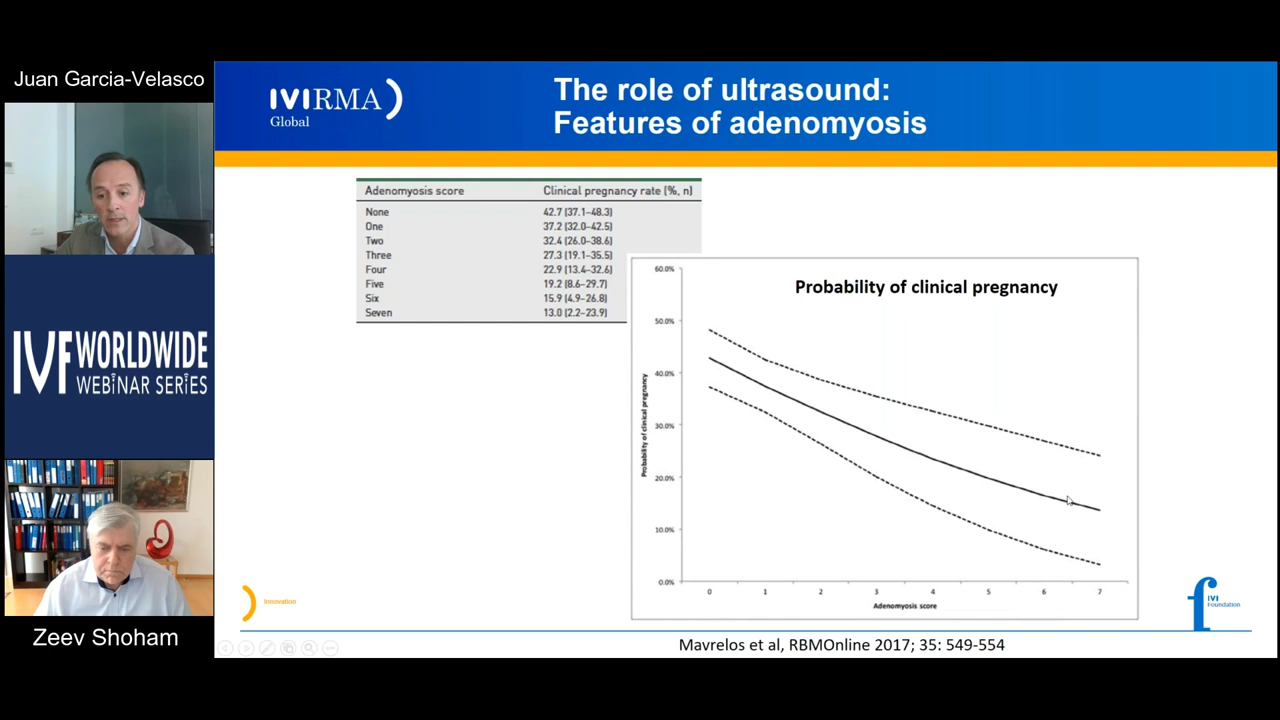 Juan Garcia-Velasco
IVIRMA
Global
The role of ultrasound:
Features of adenomyosis
Adenomyosis score Clinical pregnancy rate (%, n)
None 42.7 (37.1–48.3)
One 37.2 (32.0–42.5)
Two 32.4 (26.0–38.6)
Three 27.3 (19.1–35.5)
Four 22.9 (13.4–32.6)
Five 19.2 (8.6–29.7)
Six 15.9 (4.9–26.8)
Seven 13.0 (2.2–23.9)
Probability of clinical pregnancy
60.0%
50.0%
40.0%
30.0%
20.0%
10.0%
0.0%
Probability of clinical pregnancy
0 1 2 3 4 5 6 7
Adenomyosis score
IVF WORLDWIDE
WEBINAR SERIES
Innovation
IVI
Foundation
Zeev Shoham
Mavrelos et al, RBMOnline 2017; 35: 549-554